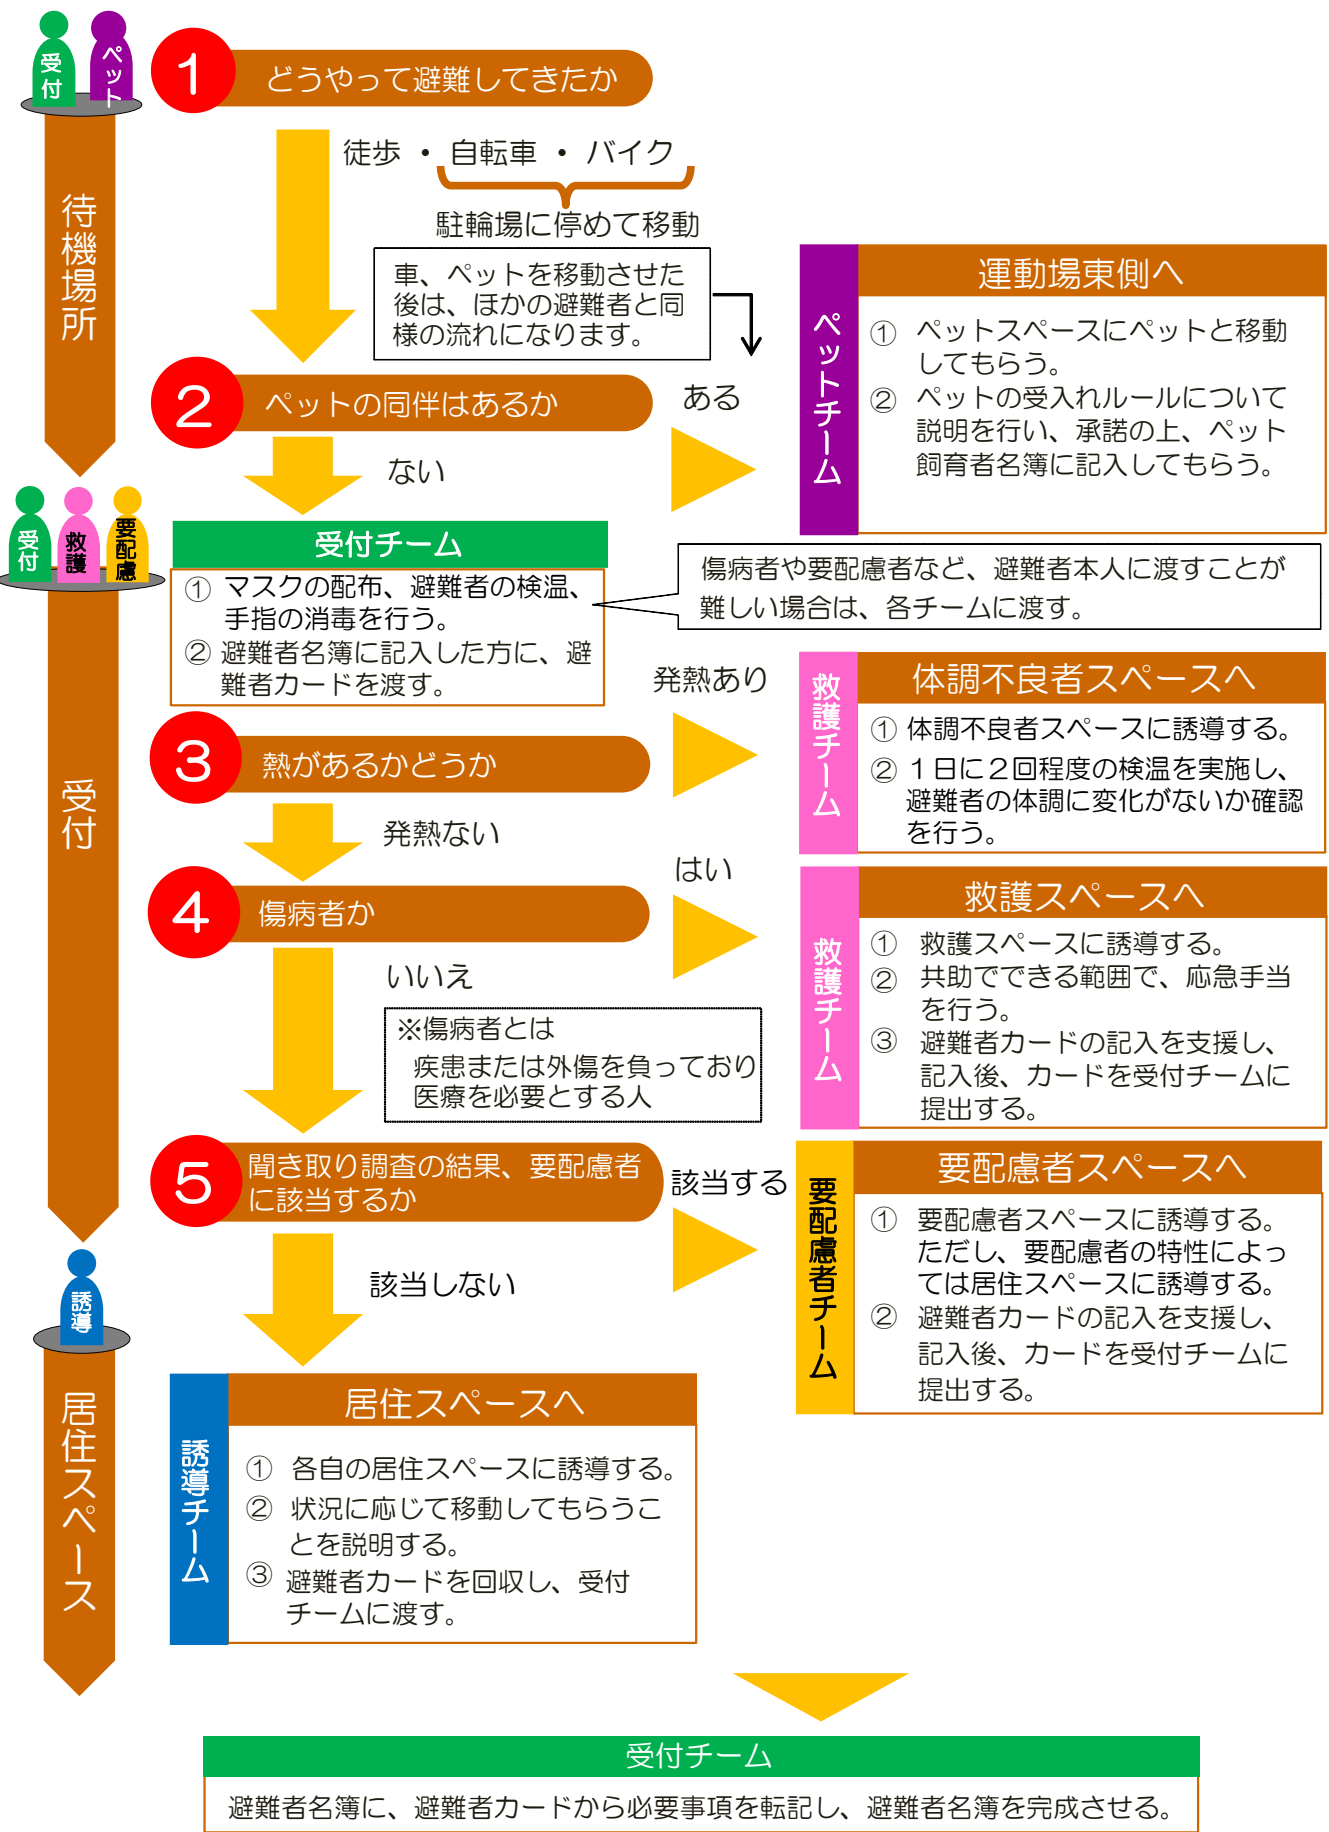 受付
ペット
1
どうやって避難してきたか
徒歩 ・ 自転車 ・ バイク
駐輪場に停めて移動
待機場所
車、ペットを移動させた
後は、ほかの避難者と同
様の流れになります。
2
ペットの同伴はあるか
ある
ない
ペットチーム
運動場東側へ
① ペットスペースにペットと移動
してもらう。
② ペットの受入れルールについて
説明を行い、承諾の上、ペット
飼育者名簿に記入してもらう。
受付
救護
要配慮
受付チーム
① マスクの配布、避難者の検温、
手指の消毒を行う。
② 避難者名簿に記入した方に、避
難者カードを渡す。
傷病者や要配慮者など、避難者本人に渡すことが
難しい場合は、各チームに渡す。
受付
3
熱があるかどうか
発熱あり
発熱ない
救護チーム
体調不良者スペースへ
① 体調不良者スペースに誘導する。
② １日に２回程度の検温を実施し、
避難者の体調に変化がないか確認
を行う。
4
傷病者か
はい
いいえ
※傷病者とは
疾患または外傷を負っており
医療を必要とする人
救護チーム
救護スペースへ
① 救護スペースに誘導する。
② 共助でできる範囲で、応急手当
を行う。
③ 避難者カードの記入を支援し、
記入後、カードを受付チームに
提出する。
5
聞き取り調査の結果、要配慮者
に該当するか
該当する
該当しない
要配慮者チーム
要配慮者スペースへ
① 要配慮者スペースに誘導する。
ただし、要配慮者の特性によっ
ては居住スペースに誘導する。
② 避難者カードの記入を支援し、
記入後、カードを受付チームに
提出する。
誘導
居住スペース
誘導チーム
居住スペースへ
① 各自の居住スペースに誘導する。
② 状況に応じて移動してもらうこ
とを説明する。
③ 避難者カードを回収し、受付
チームに渡す。
受付チーム
避難者名簿に、避難者カードから必要事項を転記し、避難者名簿を完成させる。